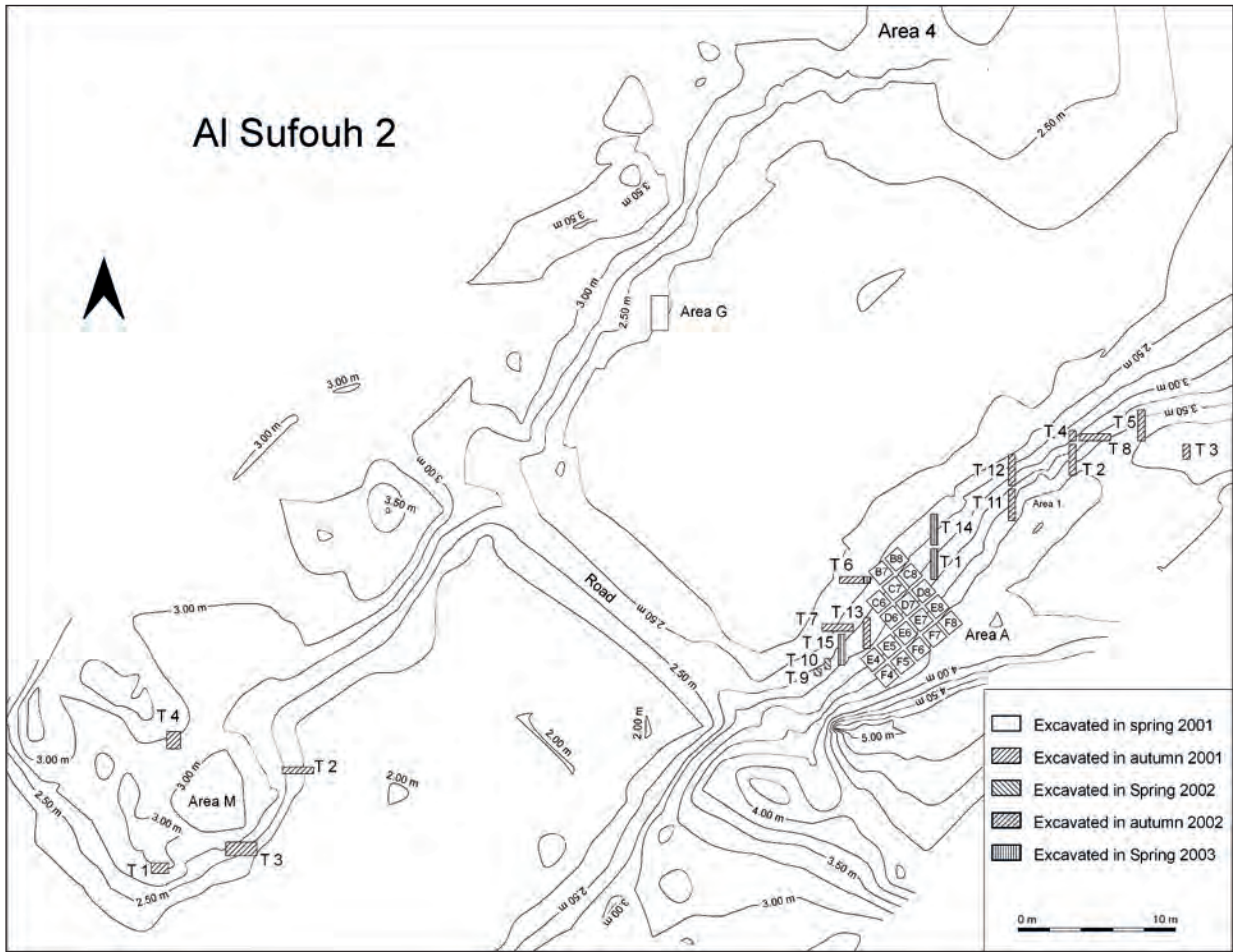 Area 4
Al Sufouh 2
3.50 m
3.50 m
3.00 m
2.50 m
Area G
2.50 m
3.00 m
3.50 m
3.00 m
3.00 m
3.00 m
3.50 m
T 4
T 5
T 8
T 3
T 12
T 2
T 11
Area 1
T 14
T 1
T 6
B8
B7
C8
C7
D8
C6
D7
E8
D6
E7
F8
E6
F7
E5
F6
E4
F5
F4
T 7
T 13
T 15
T 10
T 9
Area A
Road
2.50 m
2.50 m
3.00 m
T 4
3.00 m
3.00 m
Area M
T 2
2.00 m
2.00 m
2.00 m
4.00 m
4.50 m
5.00 m
2.50 m
3.00 m
T 1
T 3
2.50 m
4.00 m
3.50 m
2.50 m
3.00 m
3.00 m
Excavated in spring 2001
Excavated in autumn 2001
Excavated in Spring 2002
Excavated in autumn 2002
Excavated in Spring 2003
0 m
10 m